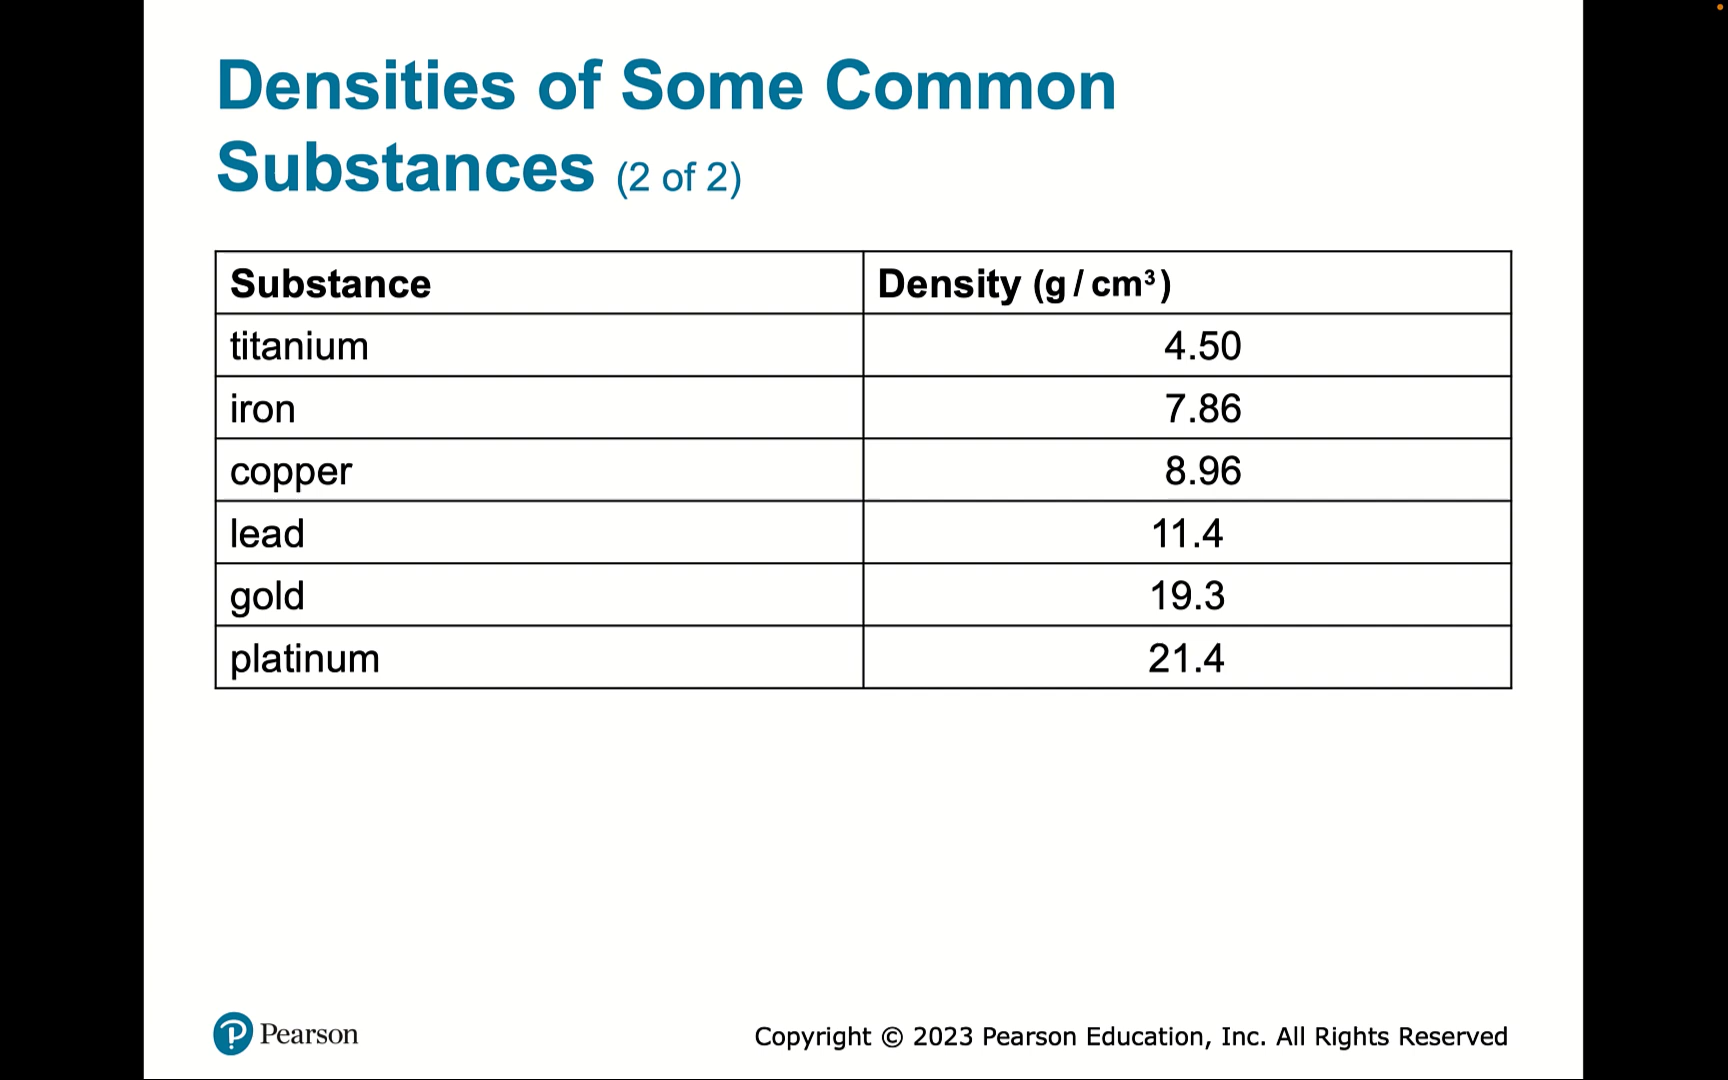 Densities of Some Common
Substances (2 of 2)
Substance Density (g / cm³)
titanium 4.50
iron 7.86
copper 8.96
lead 11.4
gold 19.3
platinum 21.4
Pearson Copyright © 2023 Pearson Education, Inc. All Rights Reserved